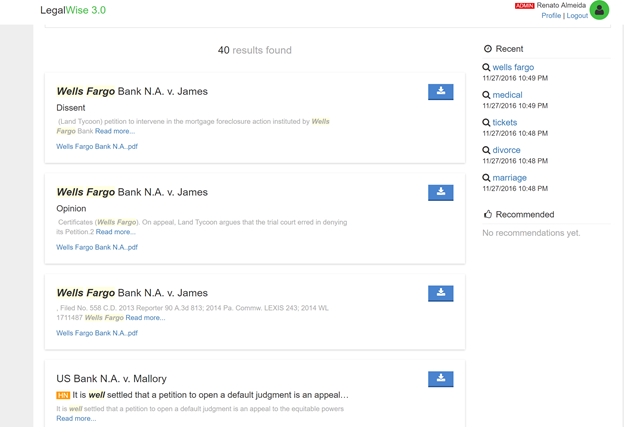 LegalWise 3.0
ADMIN Renato Almeida
Profile | Logout
40 results found
Wells Fargo Bank N.A. v. James
Dissent
(Land Tycoon) petition to intervene in the mortgage foreclosure action instituted by Wells
Fargo Bank Read more...
Wells Fargo Bank N.A..pdf
Wells Fargo Bank N.A. v. James
Opinion
Certificates (Wells Fargo). On appeal, Land Tycoon argues that the trial court erred in denying
its Petition.2 Read more...
Wells Fargo Bank N.A..pdf
Wells Fargo Bank N.A. v. James
, Filed No. 558 C.D. 2013 Reporter 90 A.3d 813; 2014 Pa. Commw. LEXIS 243; 2014 WL
1711487 Wells Fargo Read more...
Wells Fargo Bank N.A..pdf
US Bank N.A. v. Mallory
HN It is well settled that a petition to open a default judgment is an appeal...
It is well settled that a petition to open a default judgment is an appeal to the equitable powers
Read more...
Recent
wells fargo
11/27/2016 10:49 PM
medical
11/27/2016 10:49 PM
tickets
11/27/2016 10:48 PM
divorce
11/27/2016 10:48 PM
marriage
11/27/2016 10:48 PM
Recommended
No recommendations yet.